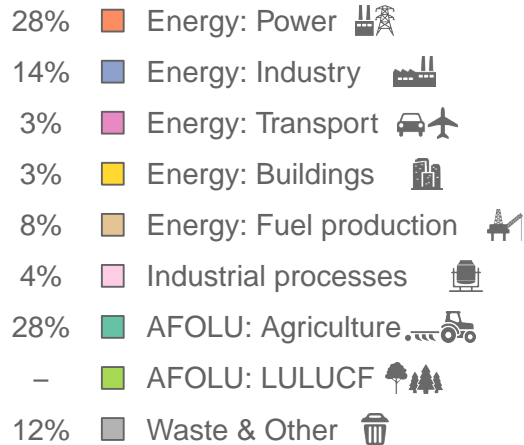 28% Energy: Power
14% Energy: Industry
3% Energy: Transport
3% Energy: Buildings
8% Energy: Fuel production
4% Industrial processes
28% AFOLU: Agriculture
– AFOLU: LULUCF
12% Waste & Other